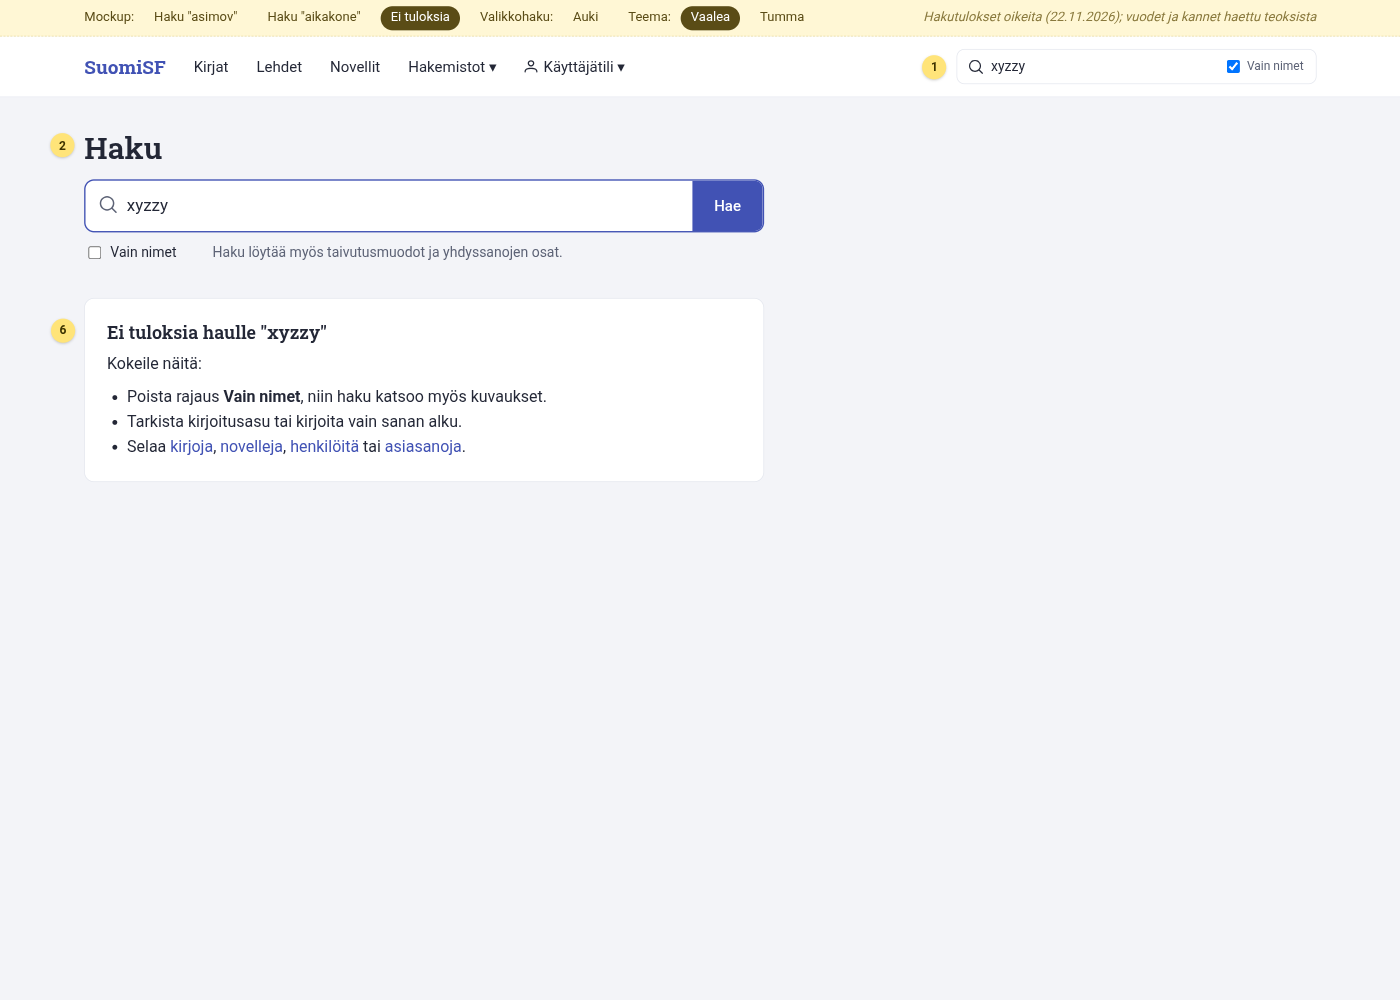 Mockup: Haku "asimov" Haku "aikakone" Ei tuloksia Valikkohaku: Auki Teema: Vaalea Tumma Hakutulokset oikeita (22.11.2026); vuodet ja kannet haettu teoksista
SuomiSF Kirjat Lehdet Novellit Hakemistot ▾ Käyttäjätili ▾ 1 xyzzy Vain nimet
2 Haku
xyzzy Hae
Vain nimet Haku löytää myös taivutusmuodot ja yhdyssanojen osat.
6 Ei tuloksia haulle "xyzzy"
Kokeile näitä:
• Poista rajaus Vain nimet, niin haku katsoo myös kuvaukset.
• Tarkista kirjoitusasu tai kirjoita vain sanan alku.
• Selaa kirjoja, novelleja, henkilöitä tai asiasanoja.